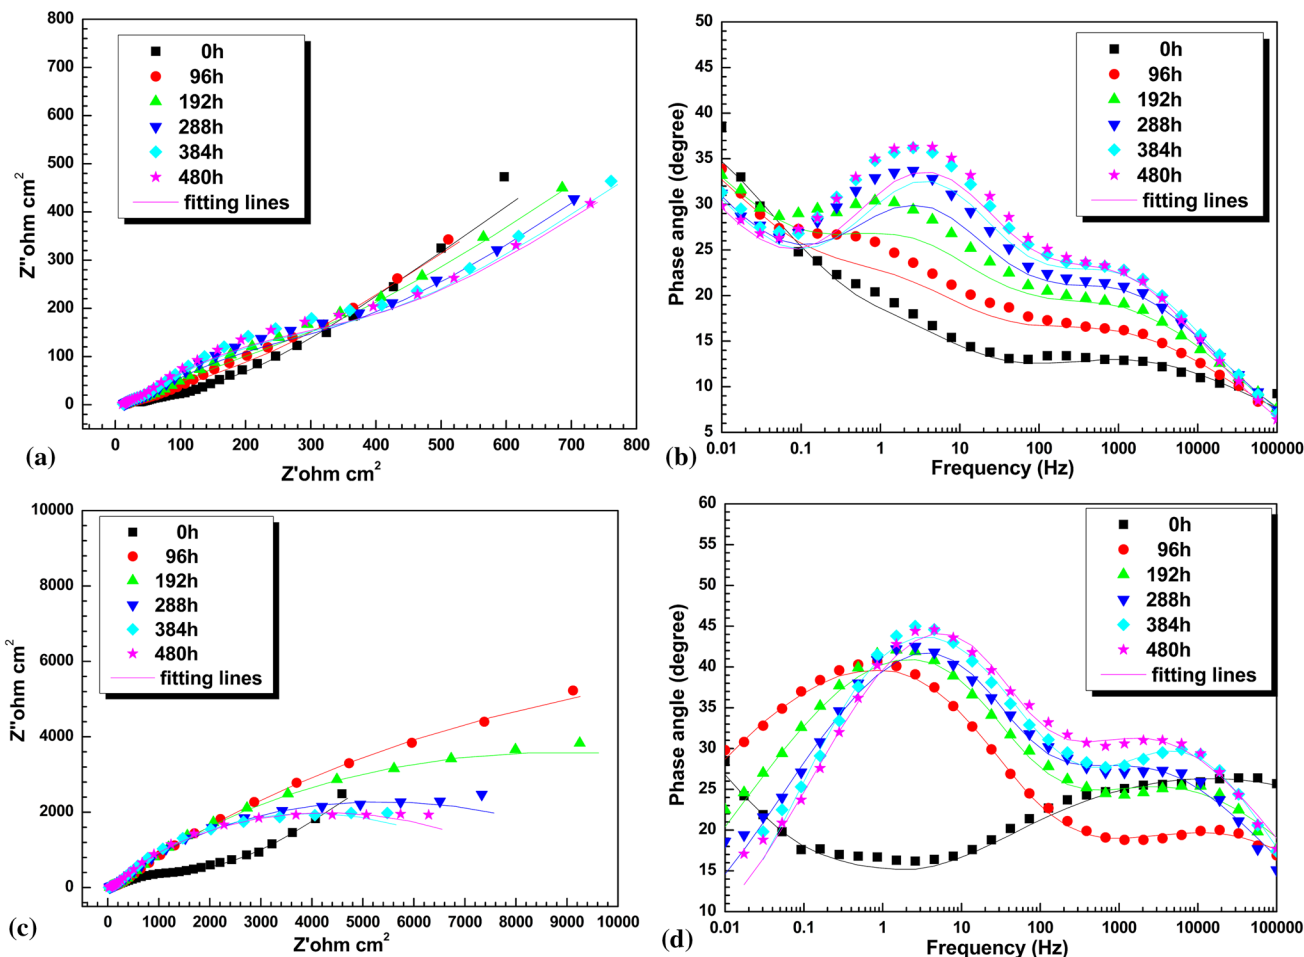 800
700
600
500
400
300
200
100
0
Z''ohm cm2
0h
96h
192h
288h
384h
480h
fitting lines
0 100 200 300 400 500 600 700 800
Z'ohm cm2
(a)
50
45
40
35
30
25
20
15
10
5
Phase angle (degree)
0h
96h
192h
288h
384h
480h
fitting lines
0.01 0.1 1 10 100 1000 10000 100000
Frequency (Hz)
(b)
10000
8000
6000
4000
2000
0
Z''ohm cm2
0h
96h
192h
288h
384h
480h
fitting lines
0 1000 2000 3000 4000 5000 6000 7000 8000 9000 10000
Z'ohm cm2
(c)
60
55
50
45
40
35
30
25
20
15
10
Phase angle (degree)
0h
96h
192h
288h
384h
480h
fitting lines
0.01 0.1 1 10 100 1000 10000 100000
Frequency (Hz)
(d)